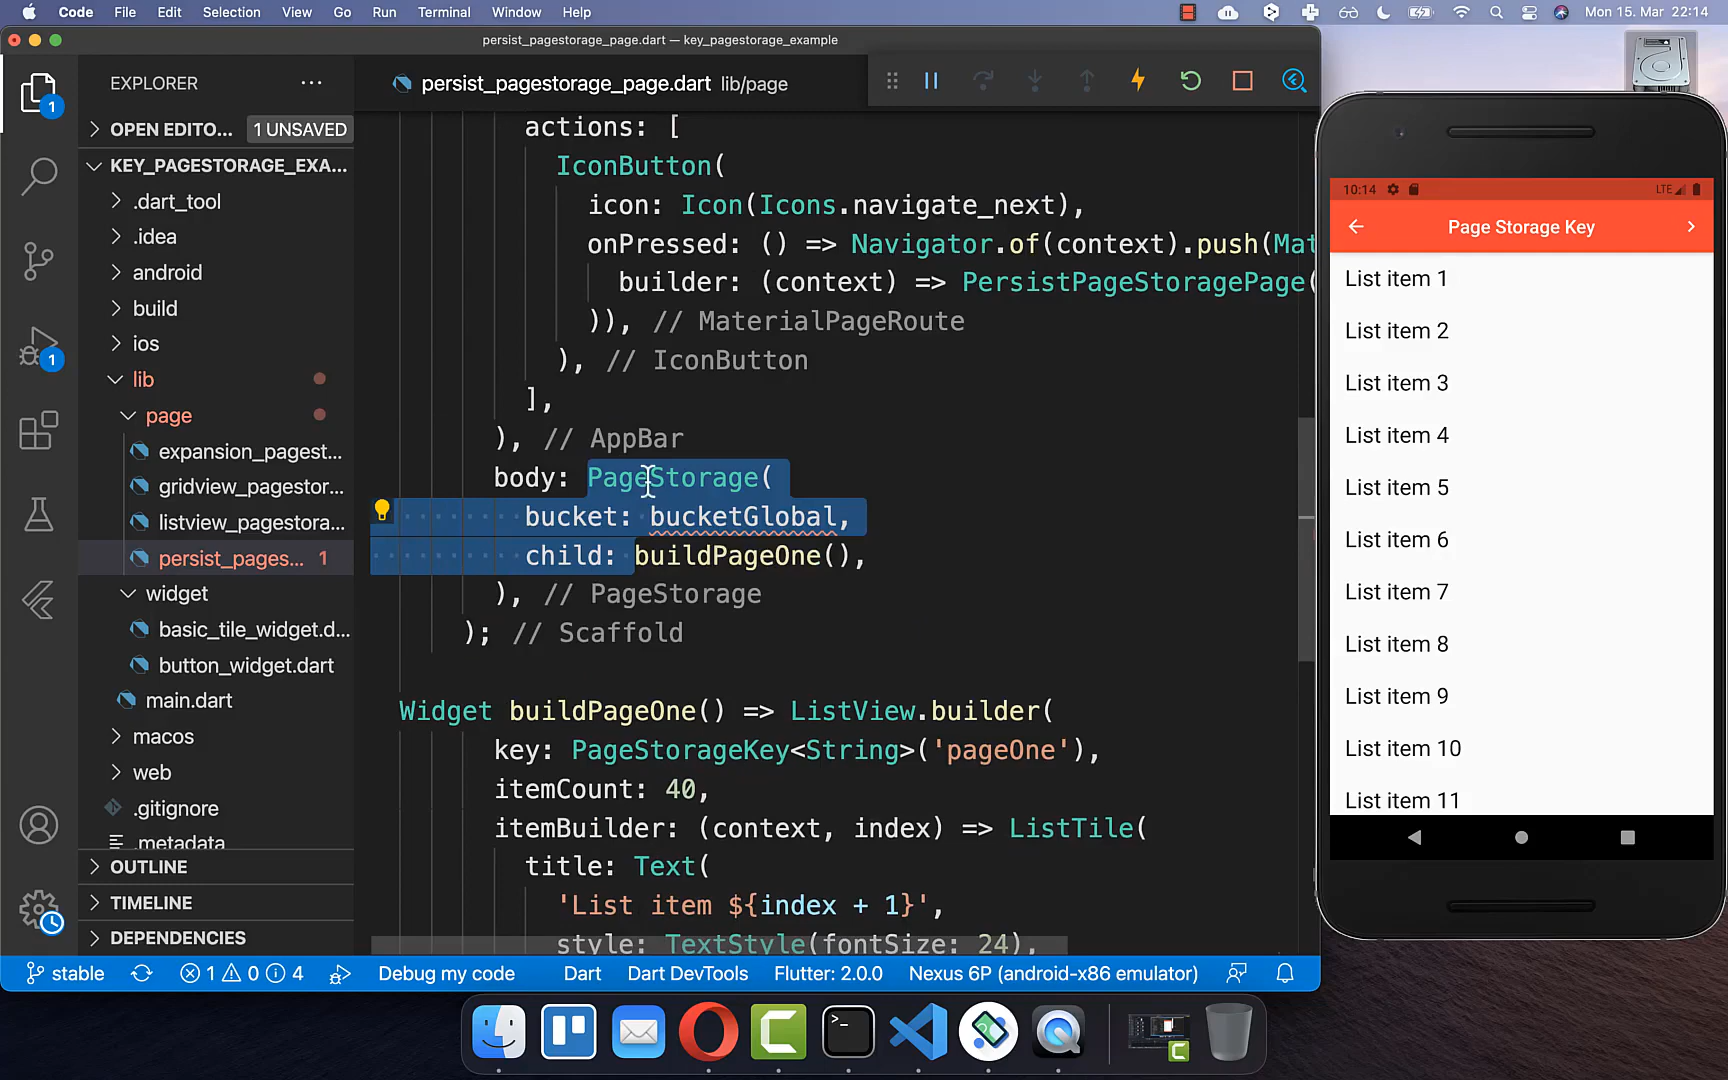 Code File Edit Selection View Go Run Terminal Window Help Mon 15. Mar 22:14
persist_pagestorage_page.dart — key_pagestorage_example
EXPLORER ...
1
OPEN EDITO... 1 UNSAVED
KEY_PAGESTORAGE_EXA...
.dart_tool
.idea
android
build
ios
1
lib
page
expansion_pagest...
gridview_pagestor...
listview_pagestora...
persist_pages... 1
widget
basic_tile_widget.d...
button_widget.dart
main.dart
macos
web
.gitignore
.metadata
OUTLINE
TIMELINE
DEPENDENCIES
persist_pagestorage_page.dart lib/page
actions: [
IconButton(
icon: Icon(Icons.navigate_next),
onPressed: () => Navigator.of(context).push(Mat
builder: (context) => PersistPageStoragePage(
)), // MaterialPageRoute
), // IconButton
],
), // AppBar
body: PageStorage(
bucket: bucketGlobal,
child: buildPageOne(),
), // PageStorage
); // Scaffold
Widget buildPageOne() => ListView.builder(
key: PageStorageKey<String>('pageOne'),
itemCount: 40,
itemBuilder: (context, index) => ListTile(
title: Text(
'List item ${index + 1}',
style: TextStyle(fontSize: 24),
stable 1 0 4 Debug my code Dart Dart DevTools Flutter: 2.0.0 Nexus 6P (android-x86 emulator)
10:14 LTE
Page Storage Key
List item 1
List item 2
List item 3
List item 4
List item 5
List item 6
List item 7
List item 8
List item 9
List item 10
List item 11